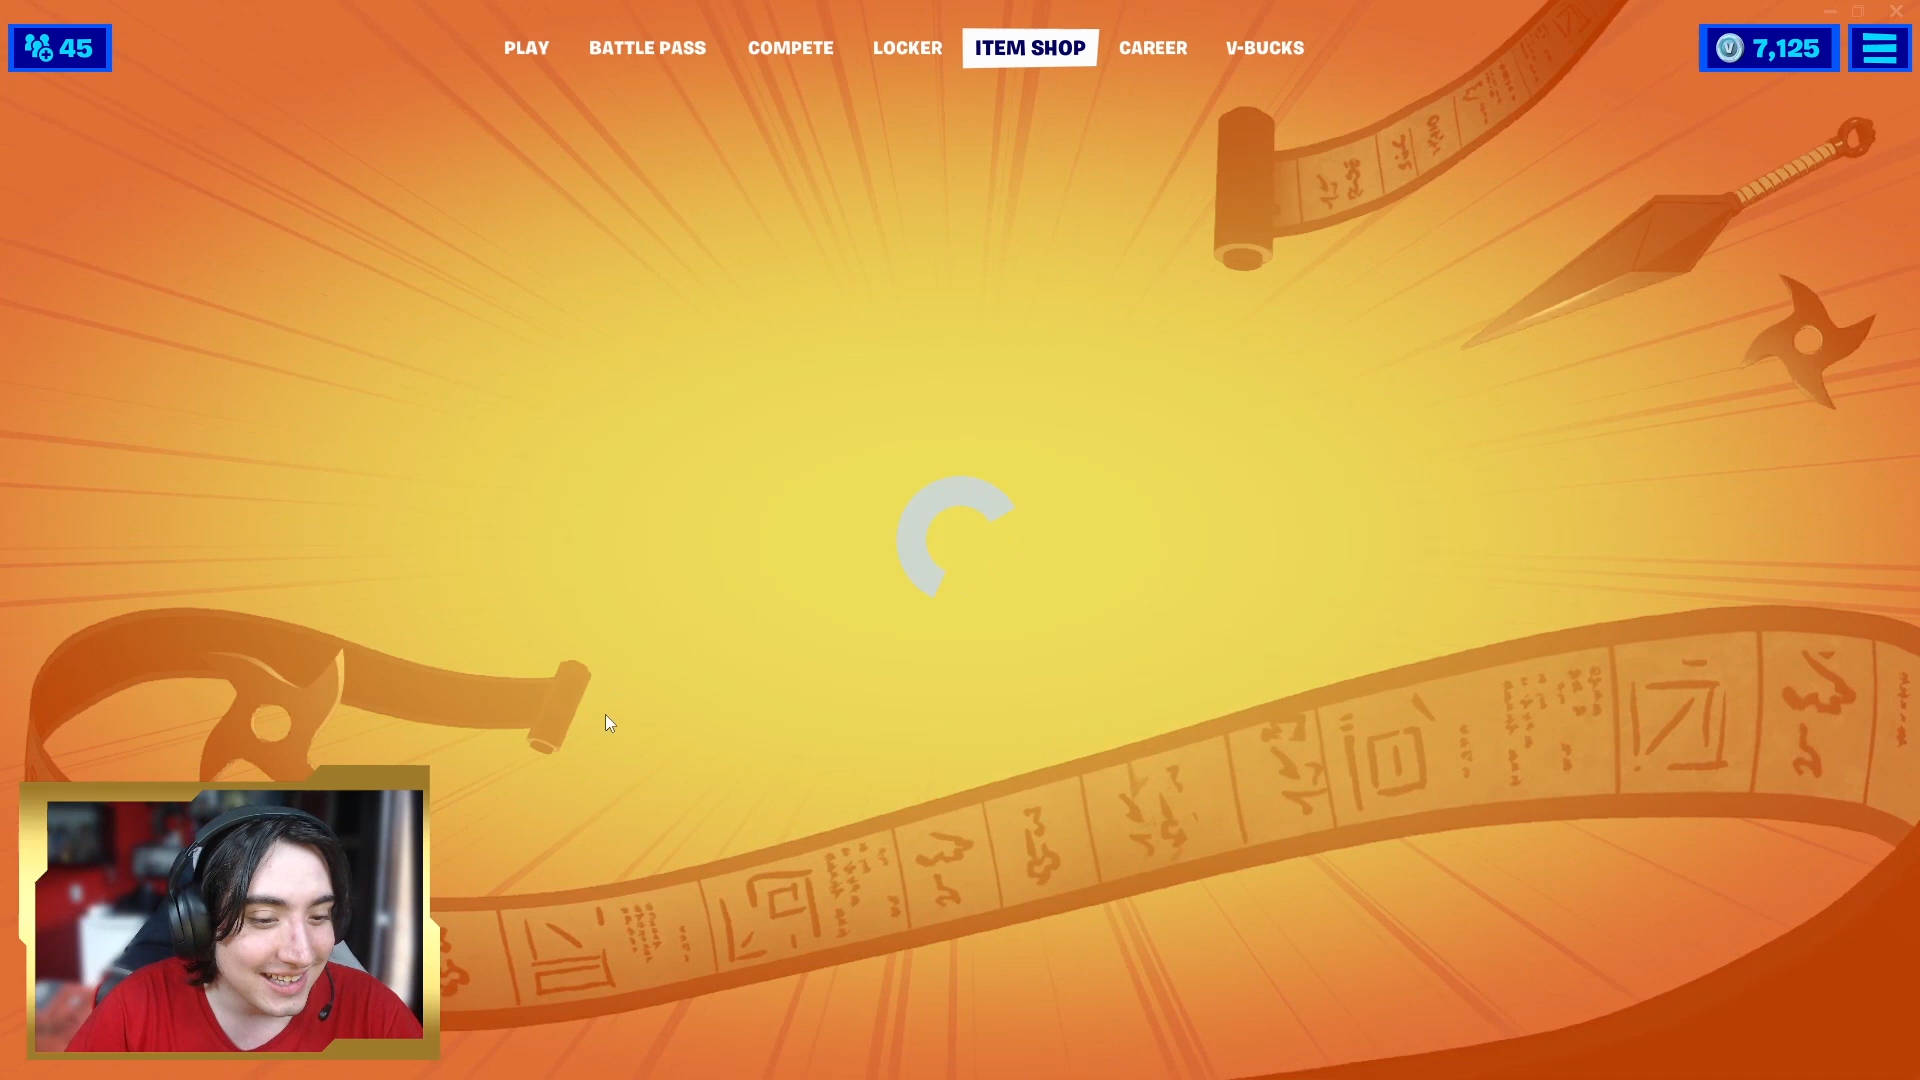 45
PLAY BATTLE PASS COMPETE LOCKER ITEM SHOP CAREER V-BUCKS
V 7,125